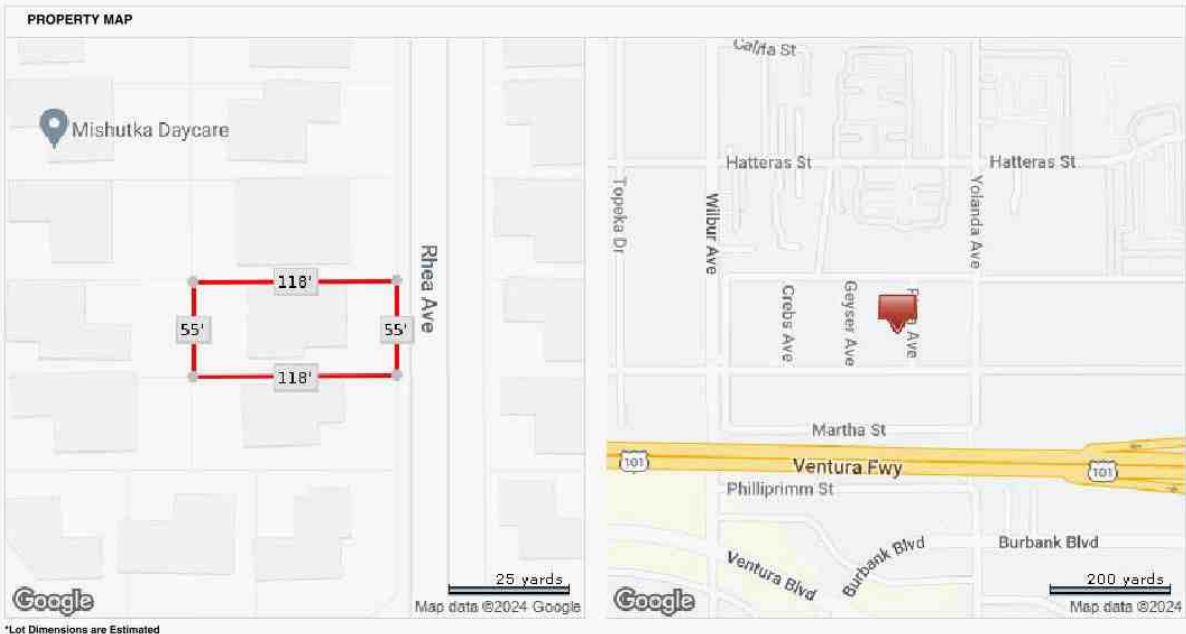 PROPERTY MAP
Mishutka Daycare
Rhea Ave
118'
55'
55'
118'
25 yards
Google
Map data ©2024 Google
Califa St
Hatteras St
Hatteras St
Topeka Dr
Wilbur Ave
Yolanda Ave
Crebs Ave
Geyser Ave
Ave
Martha St
101
Ventura Fwy
101
Philliprimm St
Ventura Blvd
Burbank Blvd
Burbank Blvd
200 yards
Google
Map data ©2024
*Lot Dimensions are Estimated